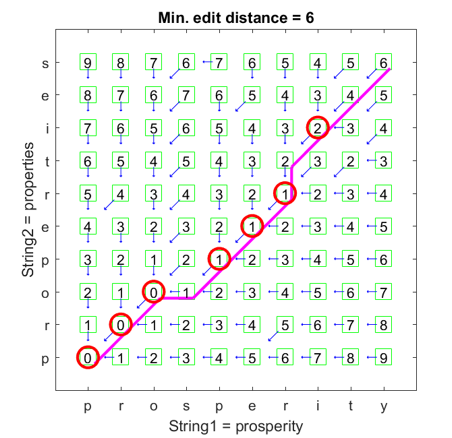 Min. edit distance = 6
s 9 8 7 6 7 6 5 4 5 6
e 8 7 6 7 6 5 4 3 4 5
i 7 6 5 6 5 4 3 2 3 4
t 6 5 4 5 4 3 2 3 2 3
r 5 4 3 4 3 2 1 2 3 4
e 4 3 2 3 2 1 2 3 4 5
p 3 2 1 2 1 2 3 4 5 6
o 2 1 0 1 2 3 4 5 6 7
r 1 0 1 2 3 4 5 6 7 8
p 0 1 2 3 4 5 6 7 8 9
p r o s p e r i t y
String1 = prosperity
String2 = properties